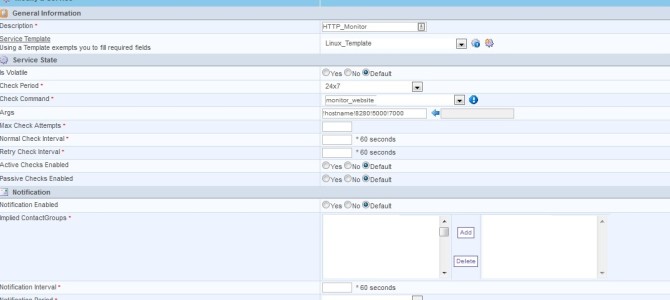 General Information
Description * HTTP_Monitor
Service Template Linux_Template
Using a Template exempts you to fill required fields
Service State
Is Volatile Yes No Default
Check Period * 24x7
Check Command * monitor_website
Args !hostname!8280!5000!7000
Max Check Attempts *
Normal Check Interval * * 60 seconds
Retry Check Interval * * 60 seconds
Active Checks Enabled Yes No Default
Passive Checks Enabled Yes No Default
Notification
Notification Enabled Yes No Default
Implied ContactGroups *
Add
Delete
Notification Interval * * 60 seconds
Notification Period *